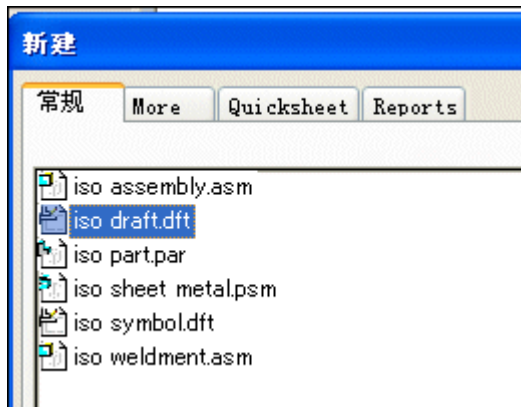 新建
常规 More Quicksheet Reports
iso assembly.asm
iso draft.dft
iso part.par
iso sheet metal.psm
iso symbol.dft
iso weldment.asm